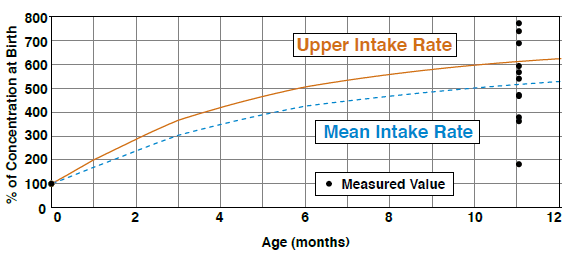 % of Concentration at Birth
800
700
600
500
400
300
200
100
0
Upper Intake Rate
Mean Intake Rate
• Measured Value
0 2 4 6 8 10 12
Age (months)